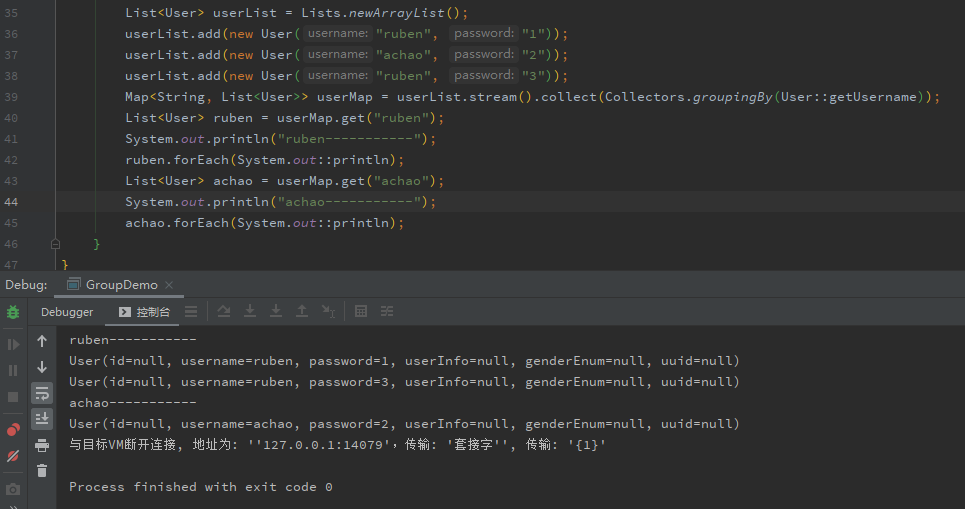 35 List<User> userList = Lists.newArrayList();
36 userList.add(new User( username: "ruben", password: "1"));
37 userList.add(new User( username: "achao", password: "2"));
38 userList.add(new User( username: "ruben", password: "3"));
39 Map<String, List<User>> userMap = userList.stream().collect(Collectors.groupingBy(User::getUsername));
40 List<User> ruben = userMap.get("ruben");
41 System.out.println("ruben-----------");
42 ruben.forEach(System.out::println);
43 List<User> achao = userMap.get("achao");
44 System.out.println("achao-----------");
45 achao.forEach(System.out::println);
46 }
47 }
Debug: GroupDemo ×
Debugger 控制台
ruben-----------
User(id=null, username=ruben, password=1, userInfo=null, genderEnum=null, uuid=null)
User(id=null, username=ruben, password=3, userInfo=null, genderEnum=null, uuid=null)
achao-----------
User(id=null, username=achao, password=2, userInfo=null, genderEnum=null, uuid=null)
与目标VM断开连接, 地址为: ''127.0.0.1:14079'，传输: '套接字'', 传输: '{1}'
Process finished with exit code 0